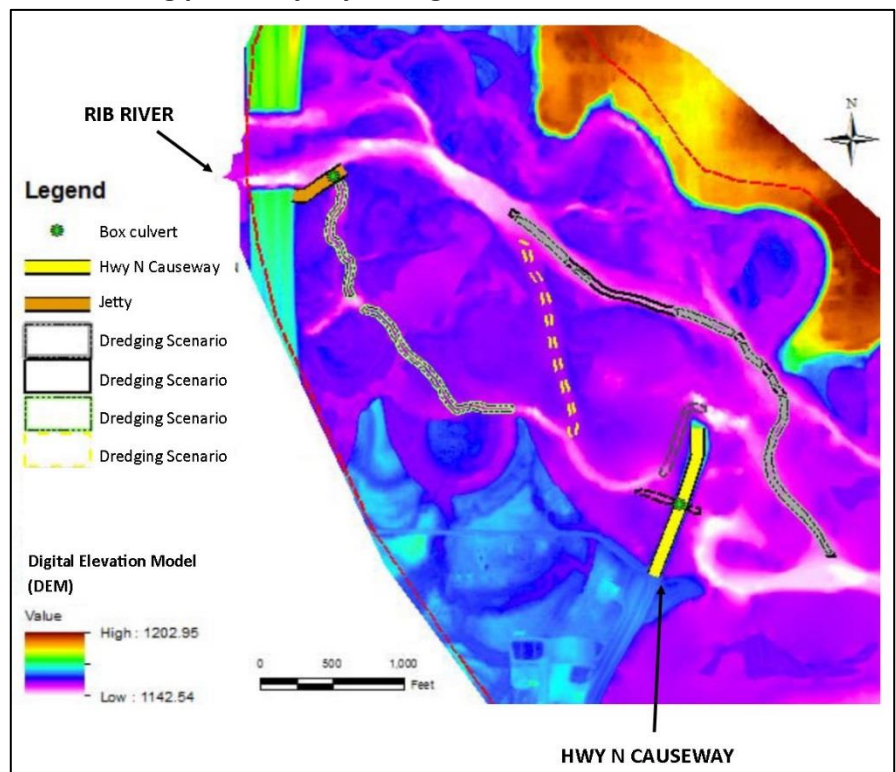 RIB RIVER
N
Legend
Box culvert
Hwy N Causeway
Jetty
Dredging Scenario
Dredging Scenario
Dredging Scenario
Dredging Scenario
Digital Elevation Model
(DEM)
Value
High : 1202.95
Low : 1142.54
0 500 1,000
Feet
HWY N CAUSEWAY